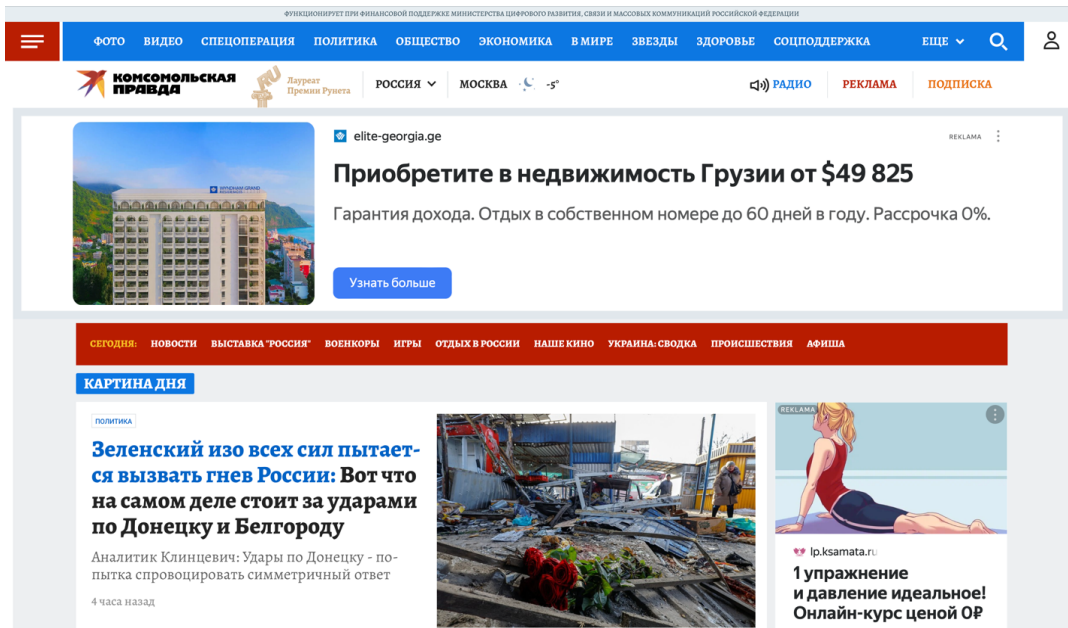 ФУНКЦИОНИРУЕТ ПРИ ФИНАНСОВОЙ ПОДДЕРЖКЕ МИНИСТЕРСТВА ЦИФРОВОГО РАЗВИТИЯ, СВЯЗИ И МАССОВЫХ КОММУНИКАЦИЙ РОССИЙСКОЙ ФЕДЕРАЦИИ
ФОТО ВИДЕО СПЕЦОПЕРАЦИЯ ПОЛИТИКА ОБЩЕСТВО ЭКОНОМИКА В МИРЕ ЗВЕЗДЫ ЗДОРОВЬЕ СОЦПОДДЕРЖКА ЕЩЕ
КОМСОМОЛЬСКАЯ
ПРАВДА
RU
Лауреат
Премии Рунета
РОССИЯ МОСКВА -5°
РАДИО РЕКЛАМА ПОДПИСКА
elite-georgia.ge
РЕКЛАМА
Приобретите в недвижимость Грузии от $49 825
Гарантия дохода. Отдых в собственном номере до 60 дней в году. Рассрочка 0%.
Узнать больше
WYNDHAM GRAND
СЕГОДНЯ: НОВОСТИ ВЫСТАВКА "РОССИЯ" ВОЕНКОРЫ ИГРЫ ОТДЫХ В РОССИИ НАШЕ КИНО УКРАИНА: СВОДКА ПРОИСШЕСТВИЯ АФИША
КАРТИНА ДНЯ
ПОЛИТИКА
Зеленский изо всех сил пытает-
ся вызвать гнев России: Вот что
на самом деле стоит за ударами
по Донецку и Белгороду
Аналитик Клинцевич: Удары по Донецку - по-
пытка спровоцировать симметричный ответ
4 часа назад
РЕКЛАМА
lp.ksamata.ru
1 упражнение
и давление идеальное!
Онлайн-курс ценой 0₽